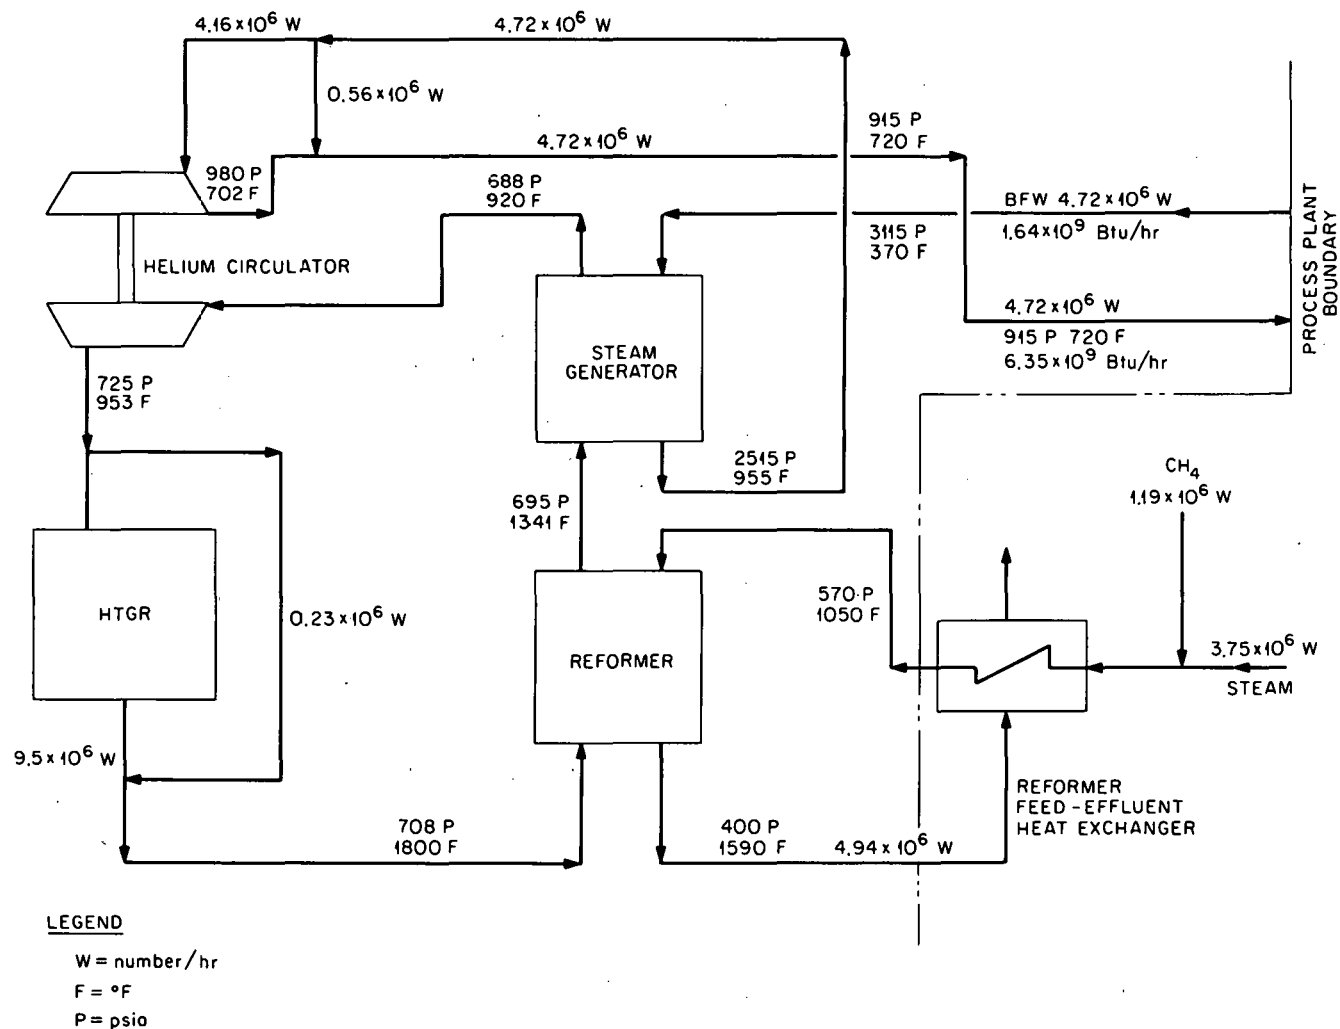 4.16×10⁶ W
4.72×10⁶ W
0.56×10⁶ W
915 P
720 F
4.72×10⁶ W
980 P
702 F
688 P
920 F
BFW 4.72×10⁶ W
1.64×10⁹ Btu/hr
3115 P
370 F
HELIUM CIRCULATOR
4.72×10⁶ W
915 P 720 F
6.35×10⁹ Btu/hr
PROCESS PLANT
BOUNDARY
STEAM
GENERATOR
725 P
953 F
2515 P
955 F
CH₄
1.19×10⁶ W
695 P
1341 F
HTGR
0.23×10⁶ W
570 P
1050 F
REFORMER
3.75×10⁶ W
STEAM
9.5×10⁶ W
REFORMER
FEED-EFFLUENT
HEAT EXCHANGER
708 P
1800 F
400 P
1590 F
4.94×10⁶ W
LEGEND
W = number/hr
F = °F
P = psia